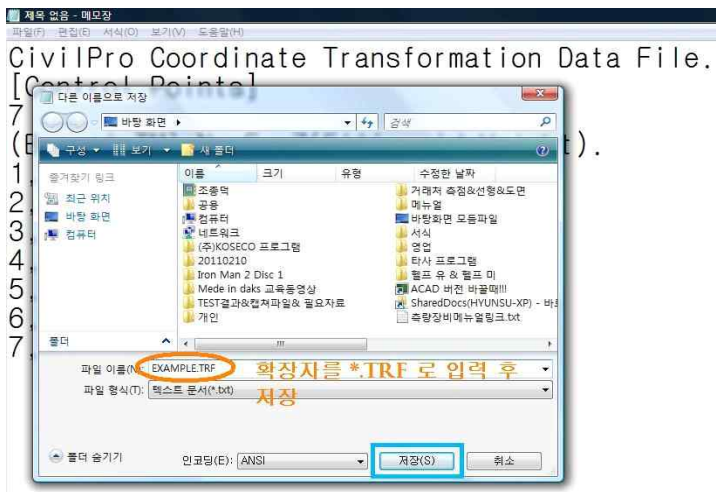 제목 없음 - 메모장
파일(F) 편집(E) 서식(O) 보기(V) 도움말(H)
CivilPro Coordinate Transformation Data File.
[Control Points]
7
다른 이름으로 저장
바탕 화면
검색
구성 보기 새 폴더
즐겨찾기 링크
최근 위치
바탕 화면
컴퓨터
폴더
이름 크기 유형 수정한 날짜
조종덕
공용
컴퓨터
네트워크
(주)KOSECO 프로그램
20110210
Iron Man 2 Disc 1
Mede in daks 교육동영상
TEST결과&캡쳐파일& 필요자료
개인
거래처 측점&선형&도면
메뉴얼
바탕화면 모듬파일
서식
영업
타사 프로그램
헬프 유 & 헬프 미
ACAD 버전 바꿀때!!!
SharedDocs(HYUNSU-XP) - 바로
측량장비메뉴얼링크.txt
).
1,
2,
3,
4,
5,
6,
7,
파일 이름(N): EXAMPLE.TRF
확장자를 *.TRF 로 입력 후
저장
파일 형식(T): 텍스트 문서(*.txt)
폴더 숨기기
인코딩(E): ANSI
저장(S)
취소